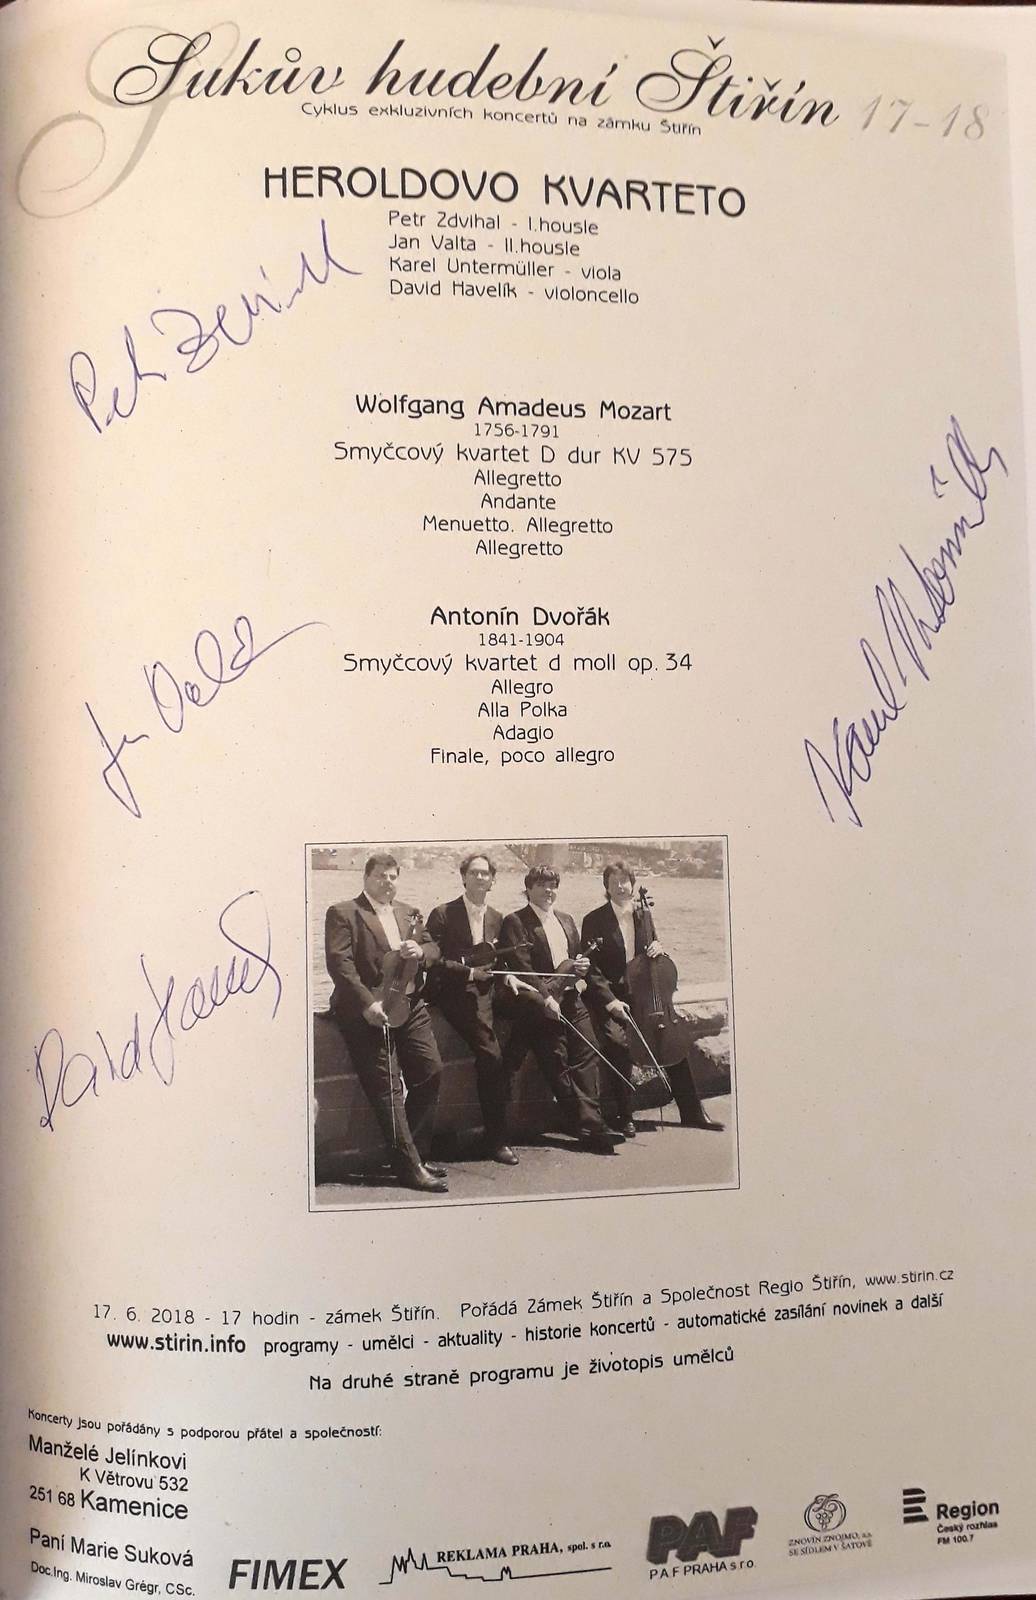 Sukův hudební Štiřín 17-18
Cyklus exkluzivních koncertů na zámku Štiřín
HEROLDOVO KVARTETO
Petr Zdvihal - I.housle
Jan Valta - II.housle
Karel Untermüller - viola
David Havelík - violoncello
Wolfgang Amadeus Mozart
1756-1791
Smyčcový kvartet D dur KV 575
Allegretto
Andante
Menuetto. Allegretto
Allegretto
Antonín Dvořák
1841-1904
Smyčcový kvartet d moll op. 34
Allegro
Alla Polka
Adagio
Finale, poco allegro
17. 6. 2018 - 17 hodin - zámek Štiřín. Pořádá Zámek Štiřín a Společnost Regio Štiřín, www.stirin.cz
www.stirin.info programy - umělci - aktuality - historie koncertů - automatické zasílání novinek a další
Na druhé straně programu je životopis umělců
Koncerty jsou pořádány s podporou přátel a společností:
Manželé Jelínkovi
K Větrovu 532
251 68 Kamenice
Paní Marie Suková
Doc.Ing. Miroslav Grégr, CSc.
FIMEX
REKLAMA PRAHA, spol. s r.o.
PAF
P A F PRAHA s r.o.
ZNOVÍN ZNOJMO, a.s.
SE SÍDLEM V ŠATOVĚ
Region
Český rozhlas
FM 100.7